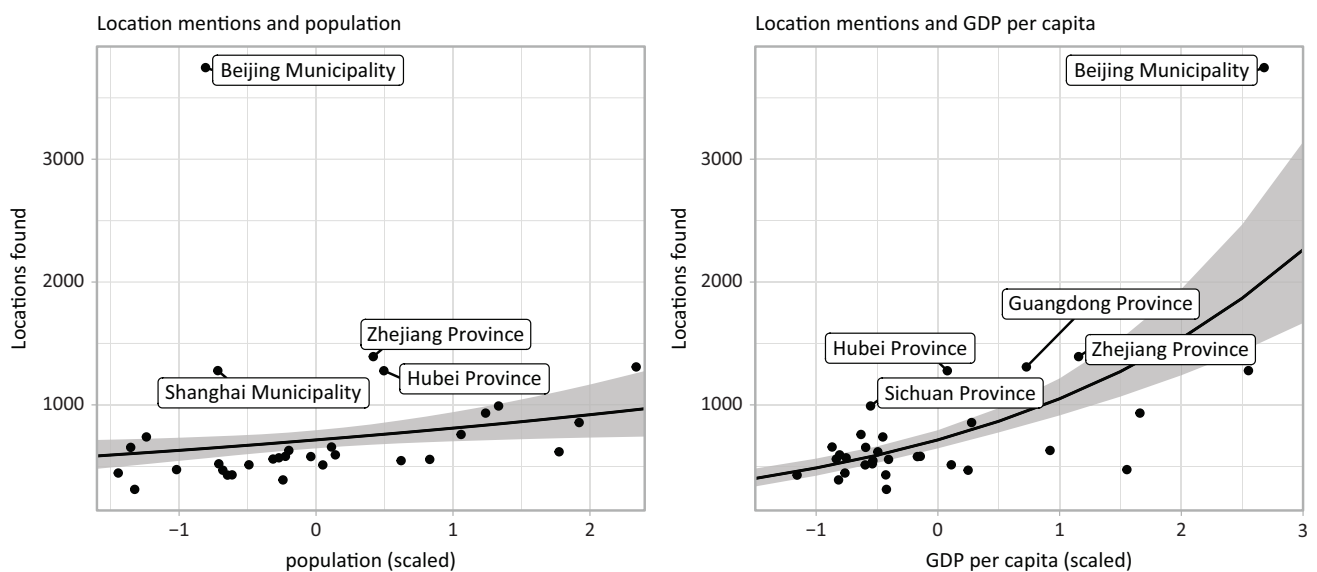 Location mentions and population
Locations found
3000
2000
1000
Beijing Municipality
Zhejiang Province
Hubei Province
Shanghai Municipality
−1
0
1
2
population (scaled)
Location mentions and GDP per capita
Locations found
3000
2000
1000
Beijing Municipality
Guangdong Province
Hubei Province
Zhejiang Province
Sichuan Province
−1
0
1
2
3
GDP per capita (scaled)